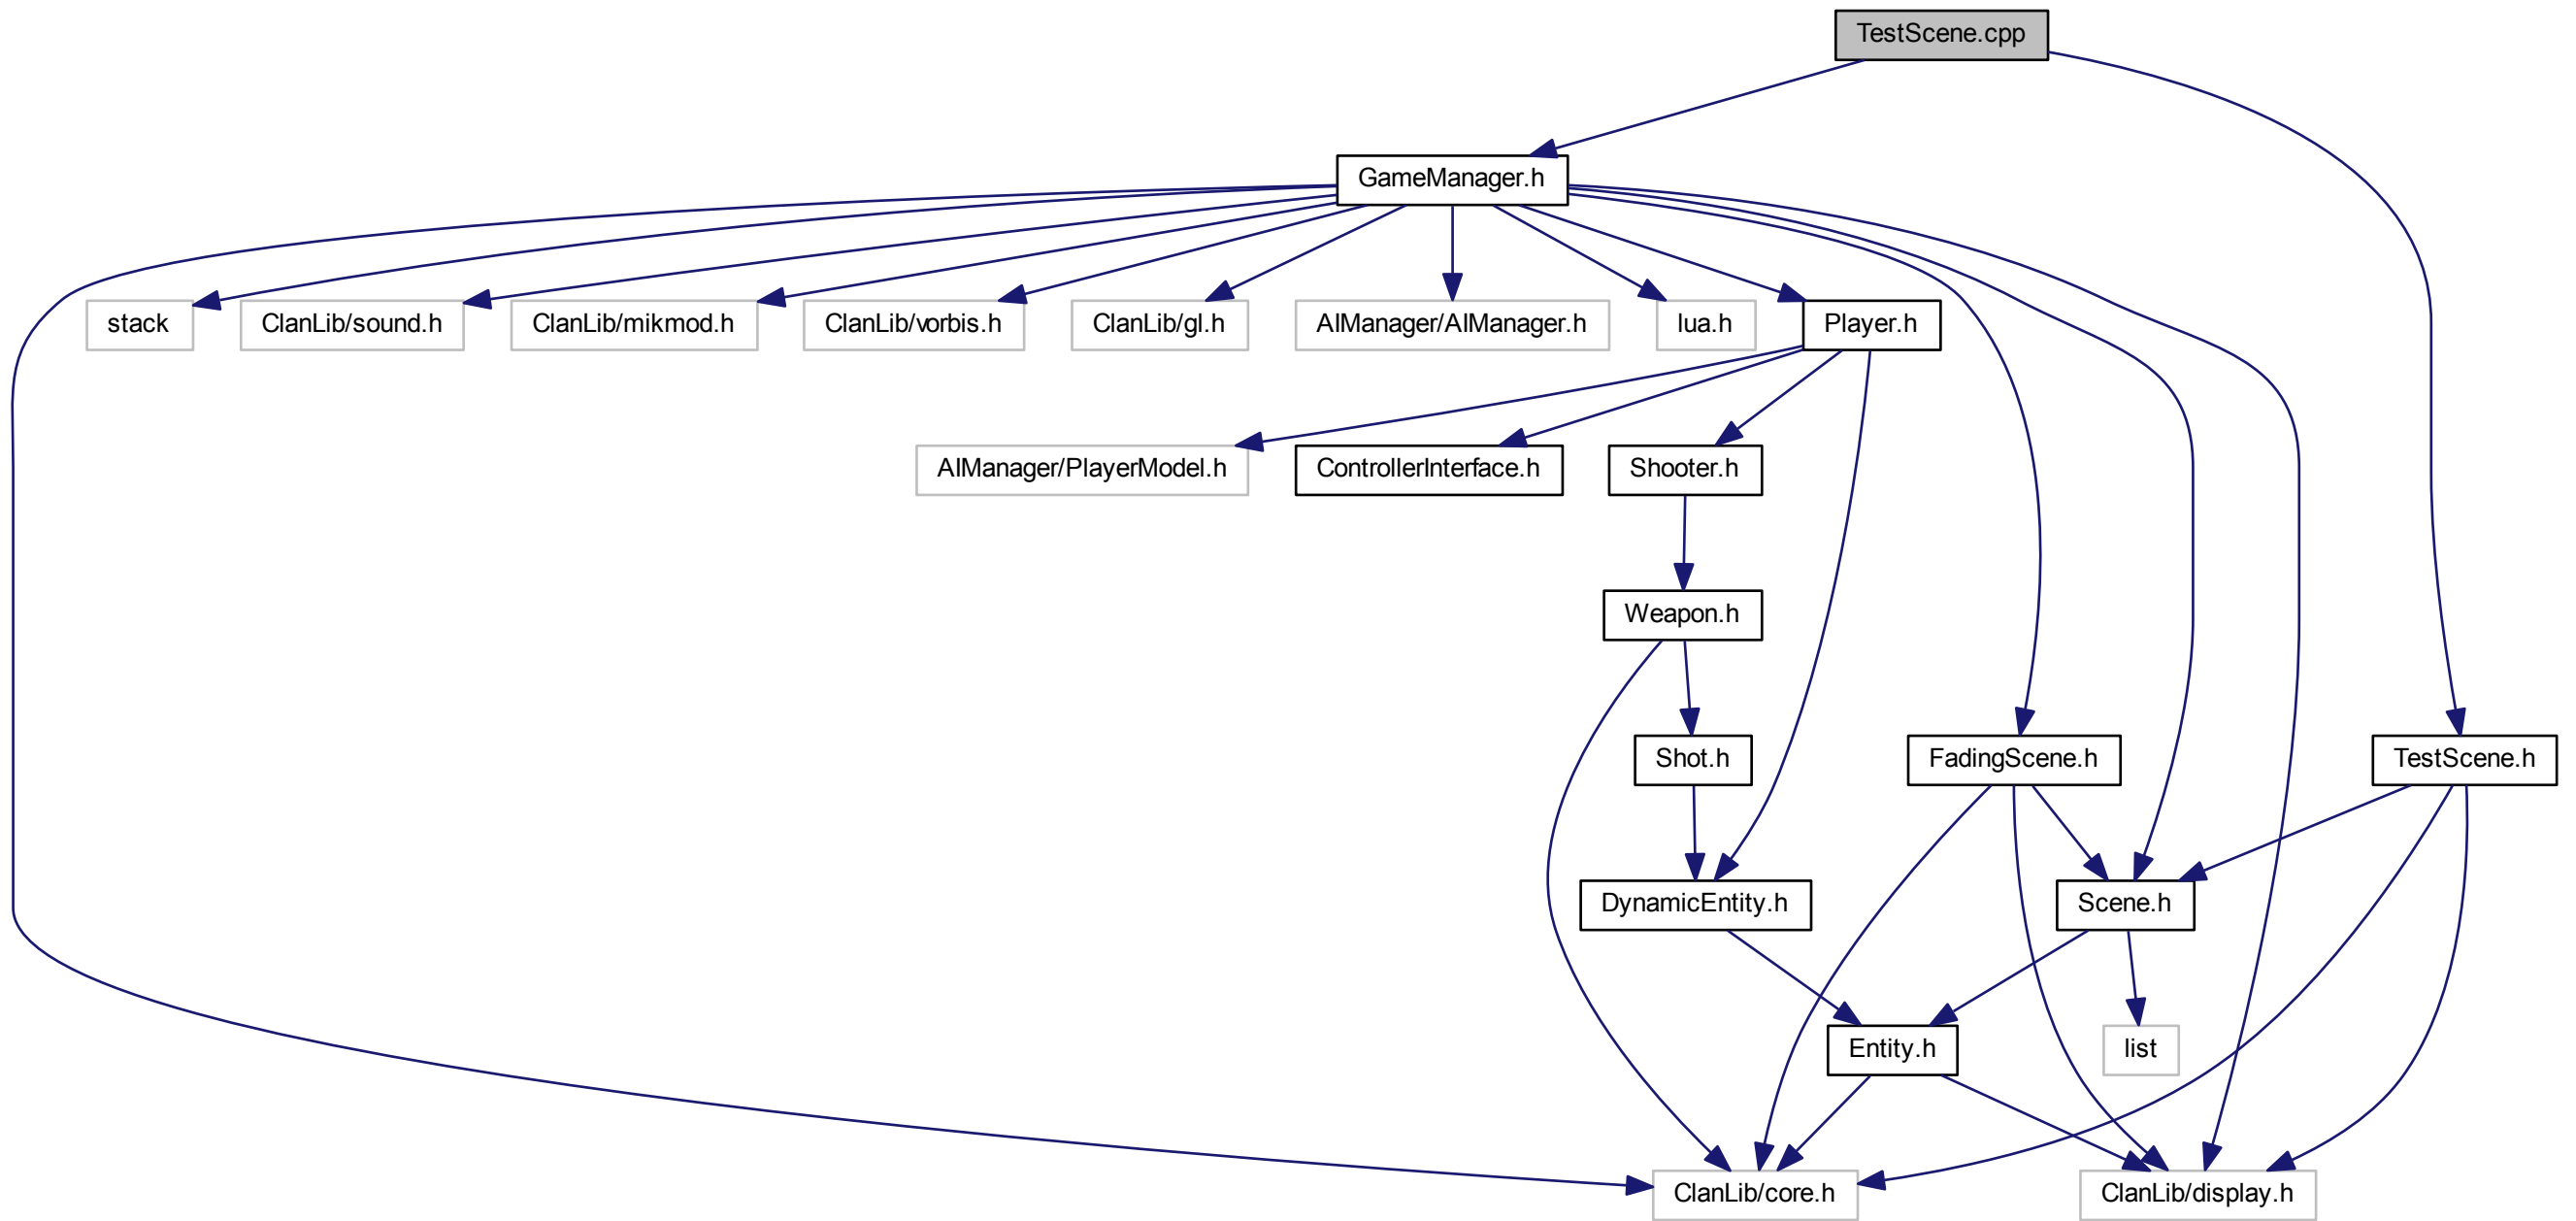 TestScene.cpp
GameManager.h
stack
ClanLib/sound.h
ClanLib/mikmod.h
ClanLib/vorbis.h
ClanLib/gl.h
AIManager/AIManager.h
lua.h
Player.h
AIManager/PlayerModel.h
ControllerInterface.h
Shooter.h
Weapon.h
Shot.h
FadingScene.h
TestScene.h
DynamicEntity.h
Scene.h
Entity.h
list
ClanLib/core.h
ClanLib/display.h